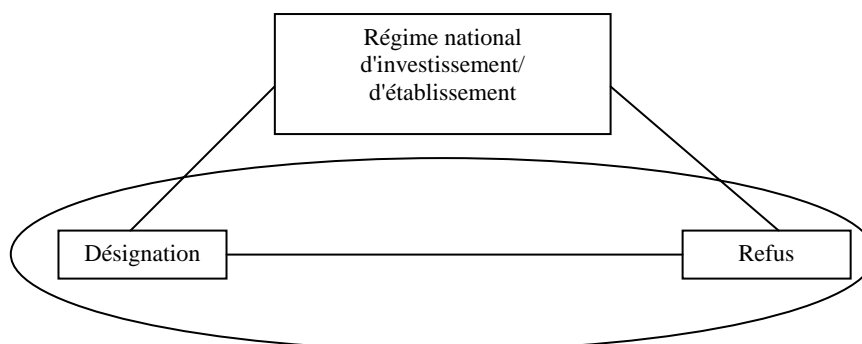 Régime national
d'investissement/
d'établissement
Désignation
Refus